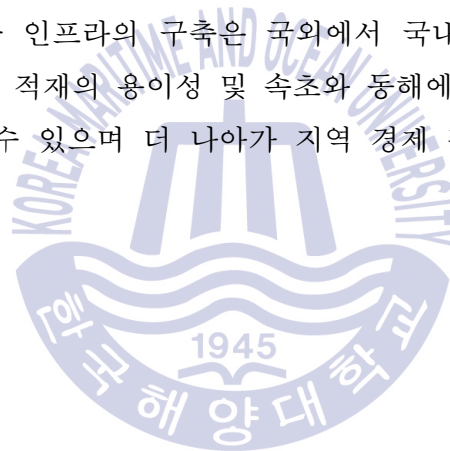 인프라의 구축은 국외에서 국내
적재의 용이성 및 속초와 동해에
수 있으며 더 나아가 지역 경제
KOREA MARITIME AND OCEAN UNIVERSITY
1945
한국해양대학교